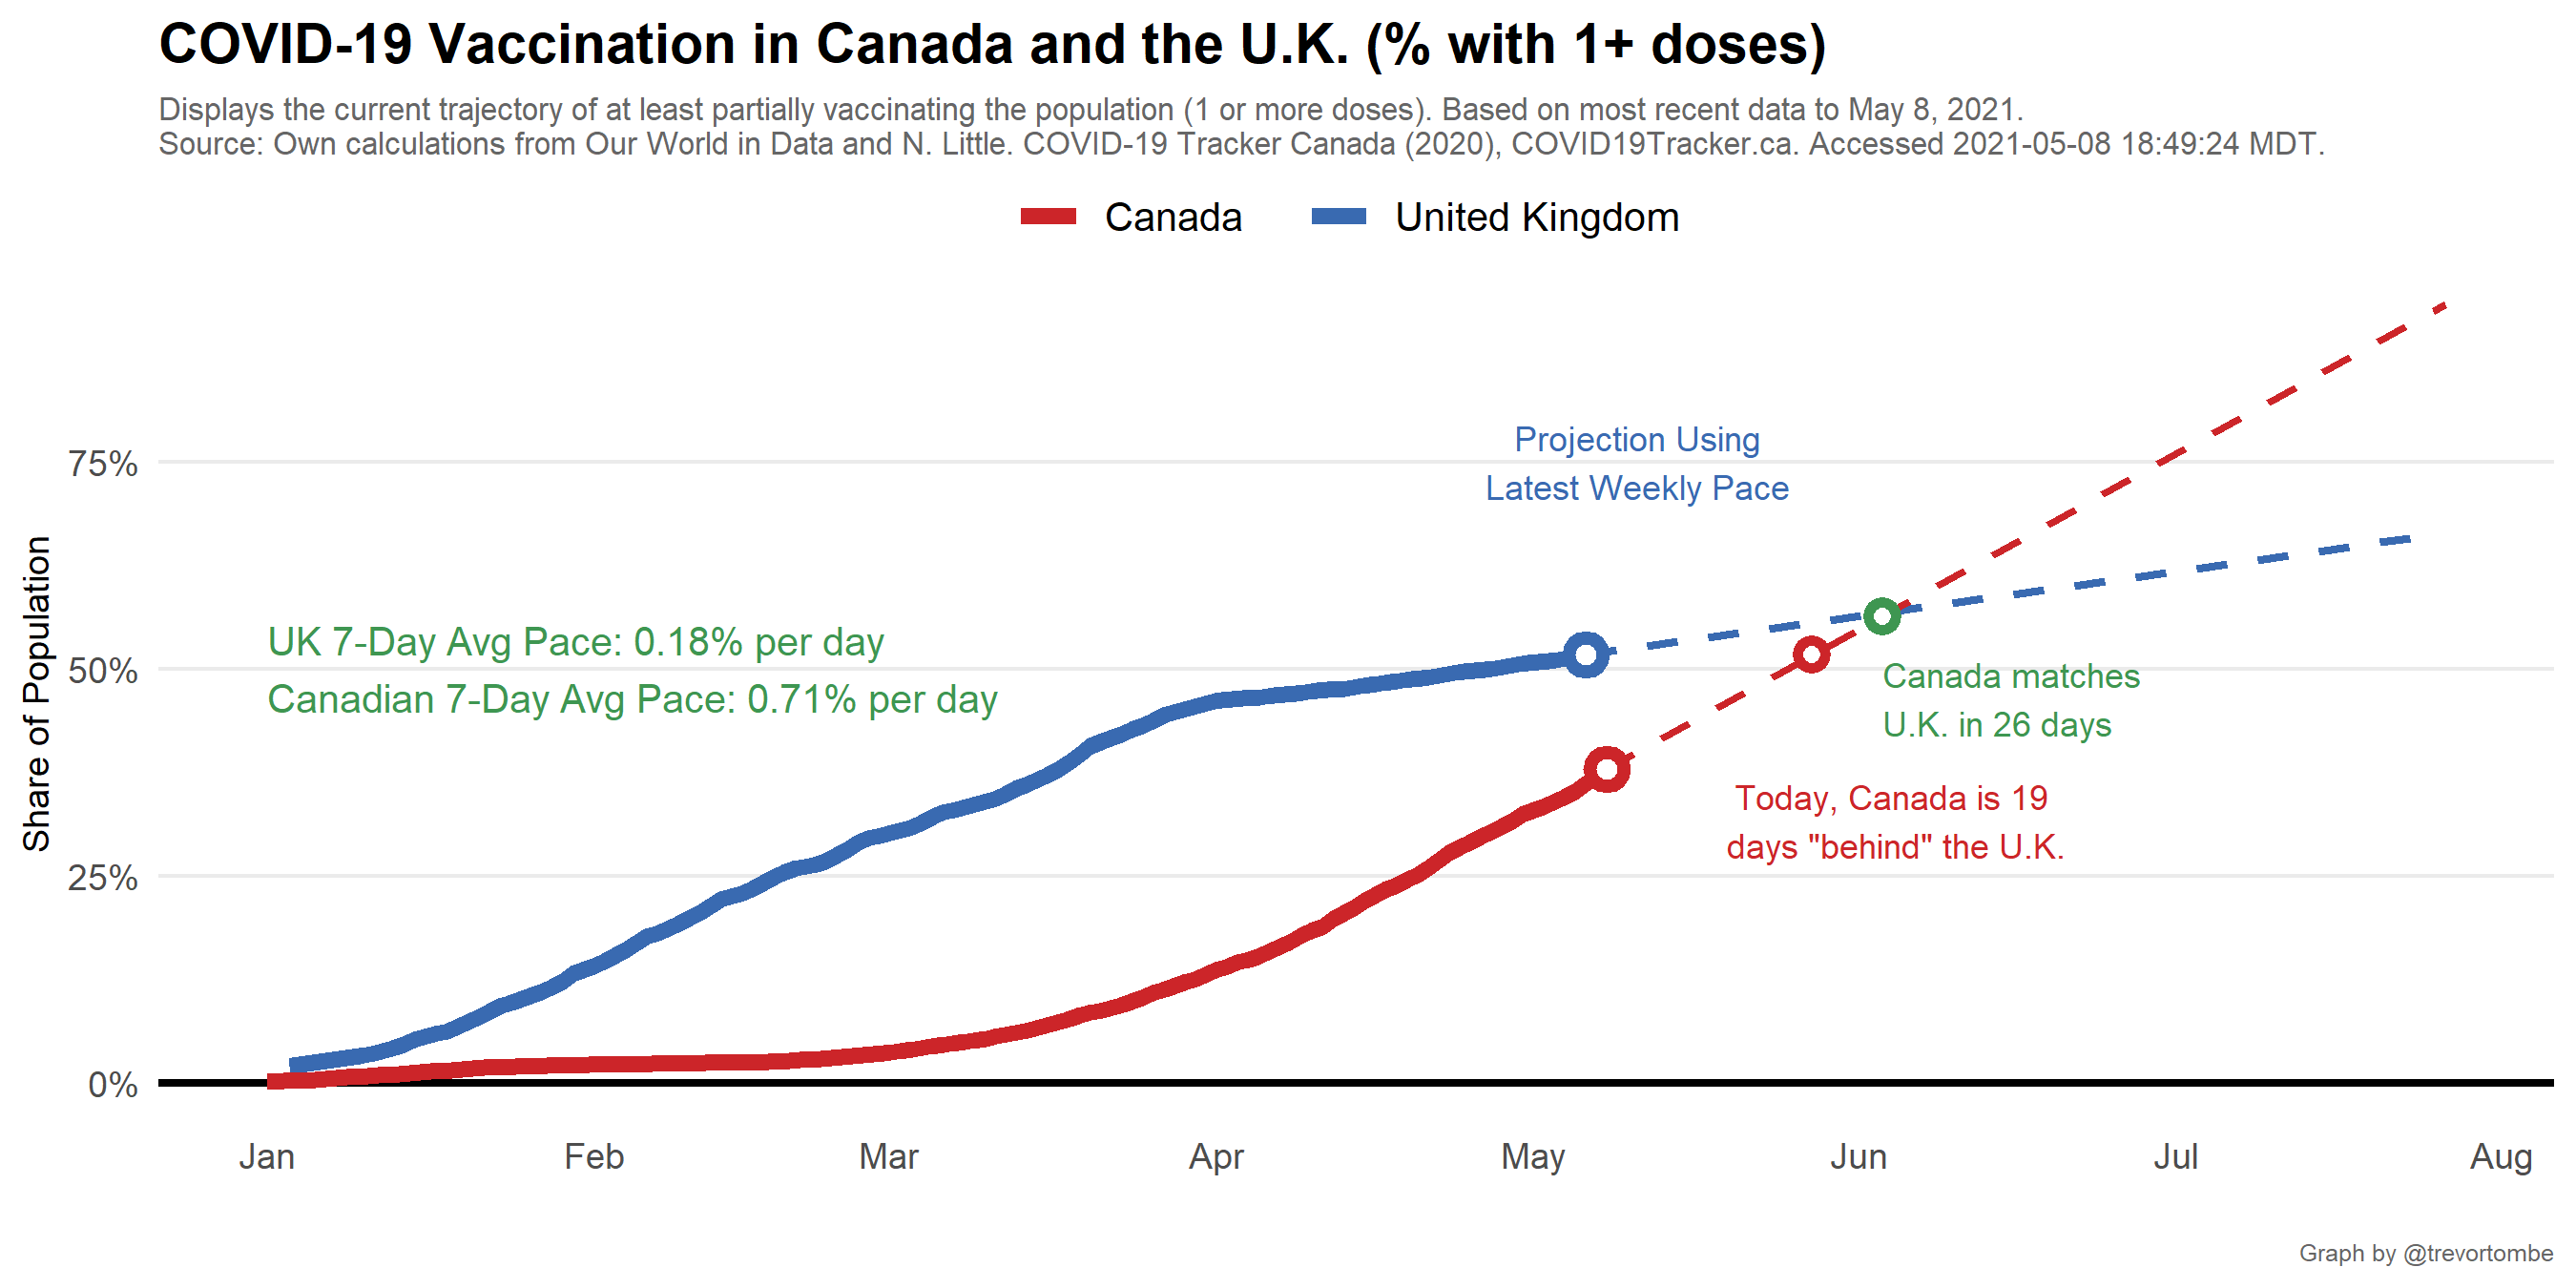 COVID-19 Vaccination in Canada and the U.K. (% with 1+ doses)
Displays the current trajectory of at least partially vaccinating the population (1 or more doses). Based on most recent data to May 8, 2021.
Source: Own calculations from Our World in Data and N. Little. COVID-19 Tracker Canada (2020), COVID19Tracker.ca. Accessed 2021-05-08 18:49:24 MDT.
Canada
United Kingdom
Share of Population
75%
50%
25%
0%
Projection Using
Latest Weekly Pace
UK 7-Day Avg Pace: 0.18% per day
Canadian 7-Day Avg Pace: 0.71% per day
Canada matches
U.K. in 26 days
Today, Canada is 19
days "behind" the U.K.
Jan
Feb
Mar
Apr
May
Jun
Jul
Aug
Graph by @trevortombe